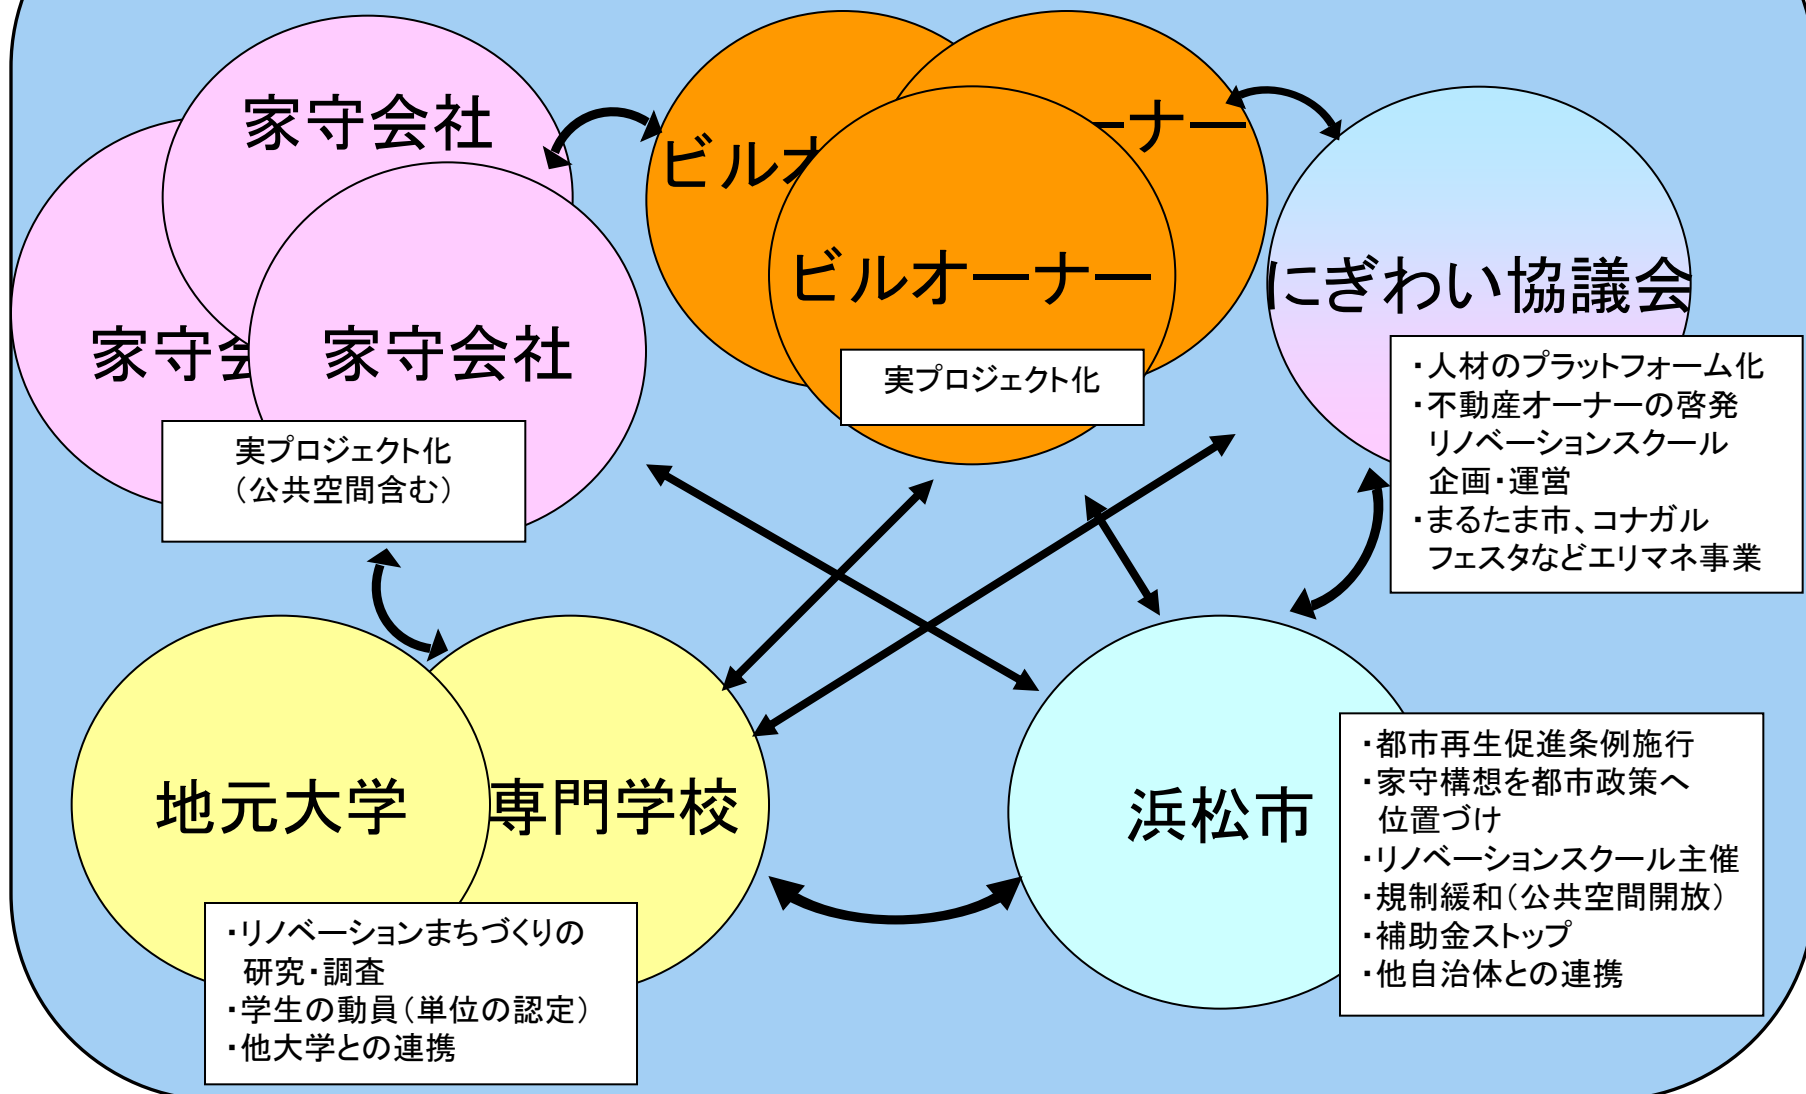 家守会社
家守会
家守会社
実プロジェクト化
（公共空間含む）
ビルオ
ーナー
ビルオーナー
実プロジェクト化
にぎわい協議会
・人材のプラットフォーム化
・不動産オーナーの啓発
リノベーションスクール
企画・運営
・まるたま市、コナガル
フェスタなどエリマネ事業
地元大学
専門学校
・リノベーションまちづくりの
研究・調査
・学生の動員（単位の認定）
・他大学との連携
浜松市
・都市再生促進条例施行
・家守構想を都市政策へ
位置づけ
・リノベーションスクール主催
・規制緩和（公共空間開放）
・補助金ストップ
・他自治体との連携